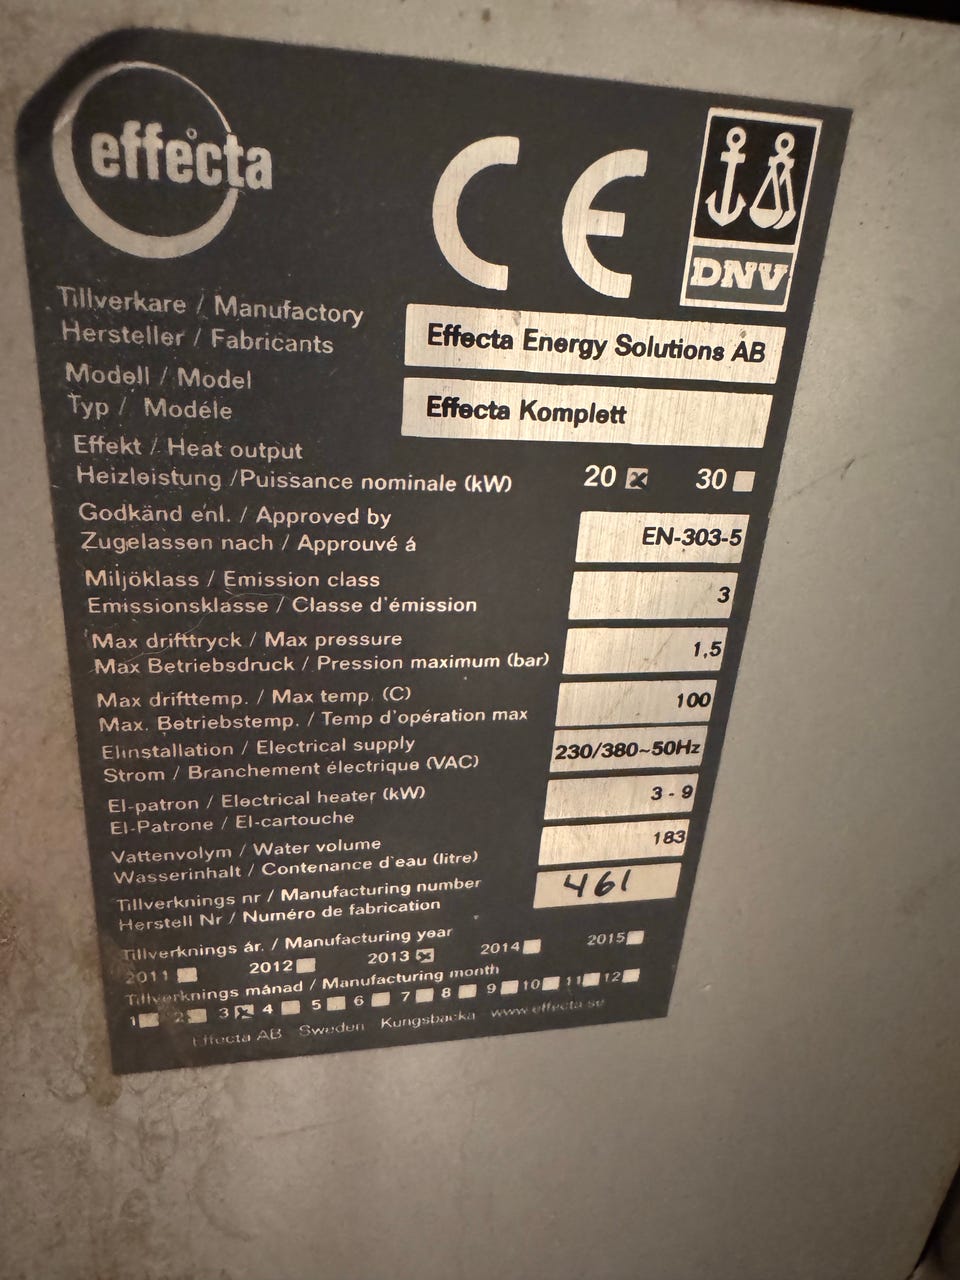 effecta
CE
DNV
Tillverkare / Manufactory
Hersteller / Fabricants
Effecta Energy Solutions AB
Modell / Model
Typ / Modéle
Effecta Komplett
Effekt / Heat output
Heizleistung /Puissance nominale (kW)
20 x 30
Godkänd enl. / Approved by
Zugelassen nach / Approuvé á
EN-303-5
Miljöklass / Emission class
Emissionsklasse / Classe d'émission
3
Max drifttryck / Max pressure
Max Betriebsdruck / Pression maximum (bar)
1,5
Max drifttemp. / Max temp. (C)
Max. Betriebstemp. / Temp d'opération max
100
Elinstallation / Electrical supply
Strom / Branchement électrique (VAC)
230/380~50Hz
El-patron / Electrical heater (kW)
El-Patrone / El-cartouche
3 - 9
Vattenvolym / Water volume
Wasserinhalt / Contenance d'eau (litre)
183
Tillverknings nr / Manufacturing number
Herstell Nr / Numéro de fabrication
461
Tillverknings år. / Manufacturing year
2011 2012 2013 x 2014 2015
Tillverknings månad / Manufacturing month
1 2 3 x 4 5 6 7 8 9 10 11 12
Effecta AB Sweden Kungsbacka www.effecta.se